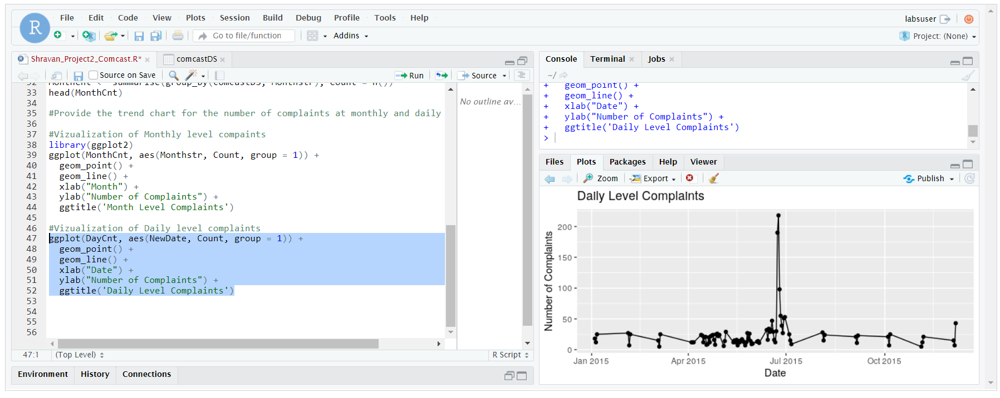 File Edit Code View Plots Session Build Debug Profile Tools Help
labsuser
R
Go to file/function
Addins
Project: (None)
Shravan_Project2_Comcast.R* comcastDS
Source on Save
Run
Source
32 MonthCnt <- summarise(group_by(comcastDS, Monthstr), Count = n())
33 head(MonthCnt)
34
35 #Provide the trend chart for the number of complaints at monthly and daily
36
37 #Vizualization of Monthly level compaints
38 library(ggplot2)
39 ggplot(MonthCnt, aes(Monthstr, Count, group = 1)) +
40 geom_point() +
41 geom_line() +
42 xlab("Month") +
43 ylab("Number of Complaints") +
44 ggtitle('Month Level Complaints')
45
46 #Vizualization of Daily level complaints
47 ggplot(DayCnt, aes(NewDate, Count, group = 1)) +
48 geom_point() +
49 geom_line() +
50 xlab("Date") +
51 ylab("Number of Complaints") +
52 ggtitle('Daily Level Complaints')
53
54
55
56
No outline av...
47:1 (Top Level) R Script
Environment History Connections
Console Terminal Jobs
~/
+ geom_point() +
+ geom_line() +
+ xlab("Date") +
+ ylab("Number of Complaints") +
+ ggtitle('Daily Level Complaints')
>
Files Plots Packages Help Viewer
Zoom Export Publish
Daily Level Complaints
Number of Complaints
200
150
100
50
0
Jan 2015 Apr 2015 Jul 2015 Oct 2015
Date